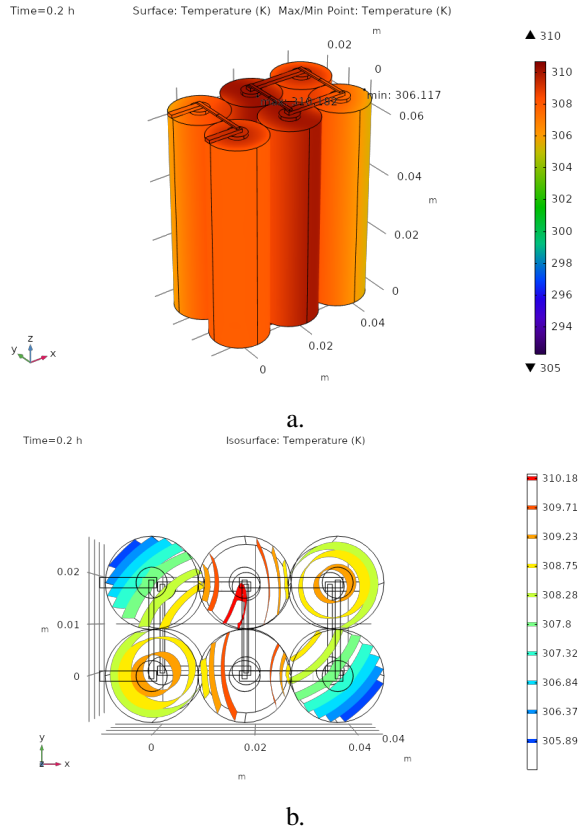 Time=0.2 h Surface: Temperature (K) Max/Min Point: Temperature (K)
m
▲ 310
0.02
0
min: 306.117
0.06
0.04
m
0.02
0
0.04
0.02
m
0
310
308
306
304
302
300
298
296
294
▼ 305
z
y
x
a.
Time=0.2 h Isosurface: Temperature (K)
310.18
309.71
309.23
308.75
308.28
307.8
307.32
306.84
306.37
305.89
0.02
0.01
m
0
y
z
x
0
0.02
0.04
0.04
m
m
b.